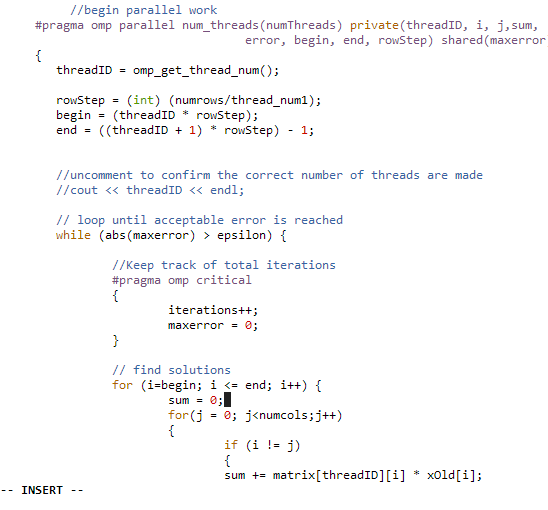 //begin parallel work
#pragma omp parallel num_threads(numThreads) private(threadID, i, j,sum,
error, begin, end, rowStep) shared(maxerror
{
threadID = omp_get_thread_num();
rowStep = (int) (numrows/thread_num1);
begin = (threadID * rowStep);
end = ((threadID + 1) * rowStep) - 1;
//uncomment to confirm the correct number of threads are made
//cout << threadID << endl;
// loop until acceptable error is reached
while (abs(maxerror) > epsilon) {
//Keep track of total iterations
#pragma omp critical
{
iterations++;
maxerror = 0;
}
// find solutions
for (i=begin; i <= end; i++) {
sum = 0;
for(j = 0; j<numcols;j++)
{
if (i != j)
{
sum += matrix[threadID][i] * xOld[i];
-- INSERT --